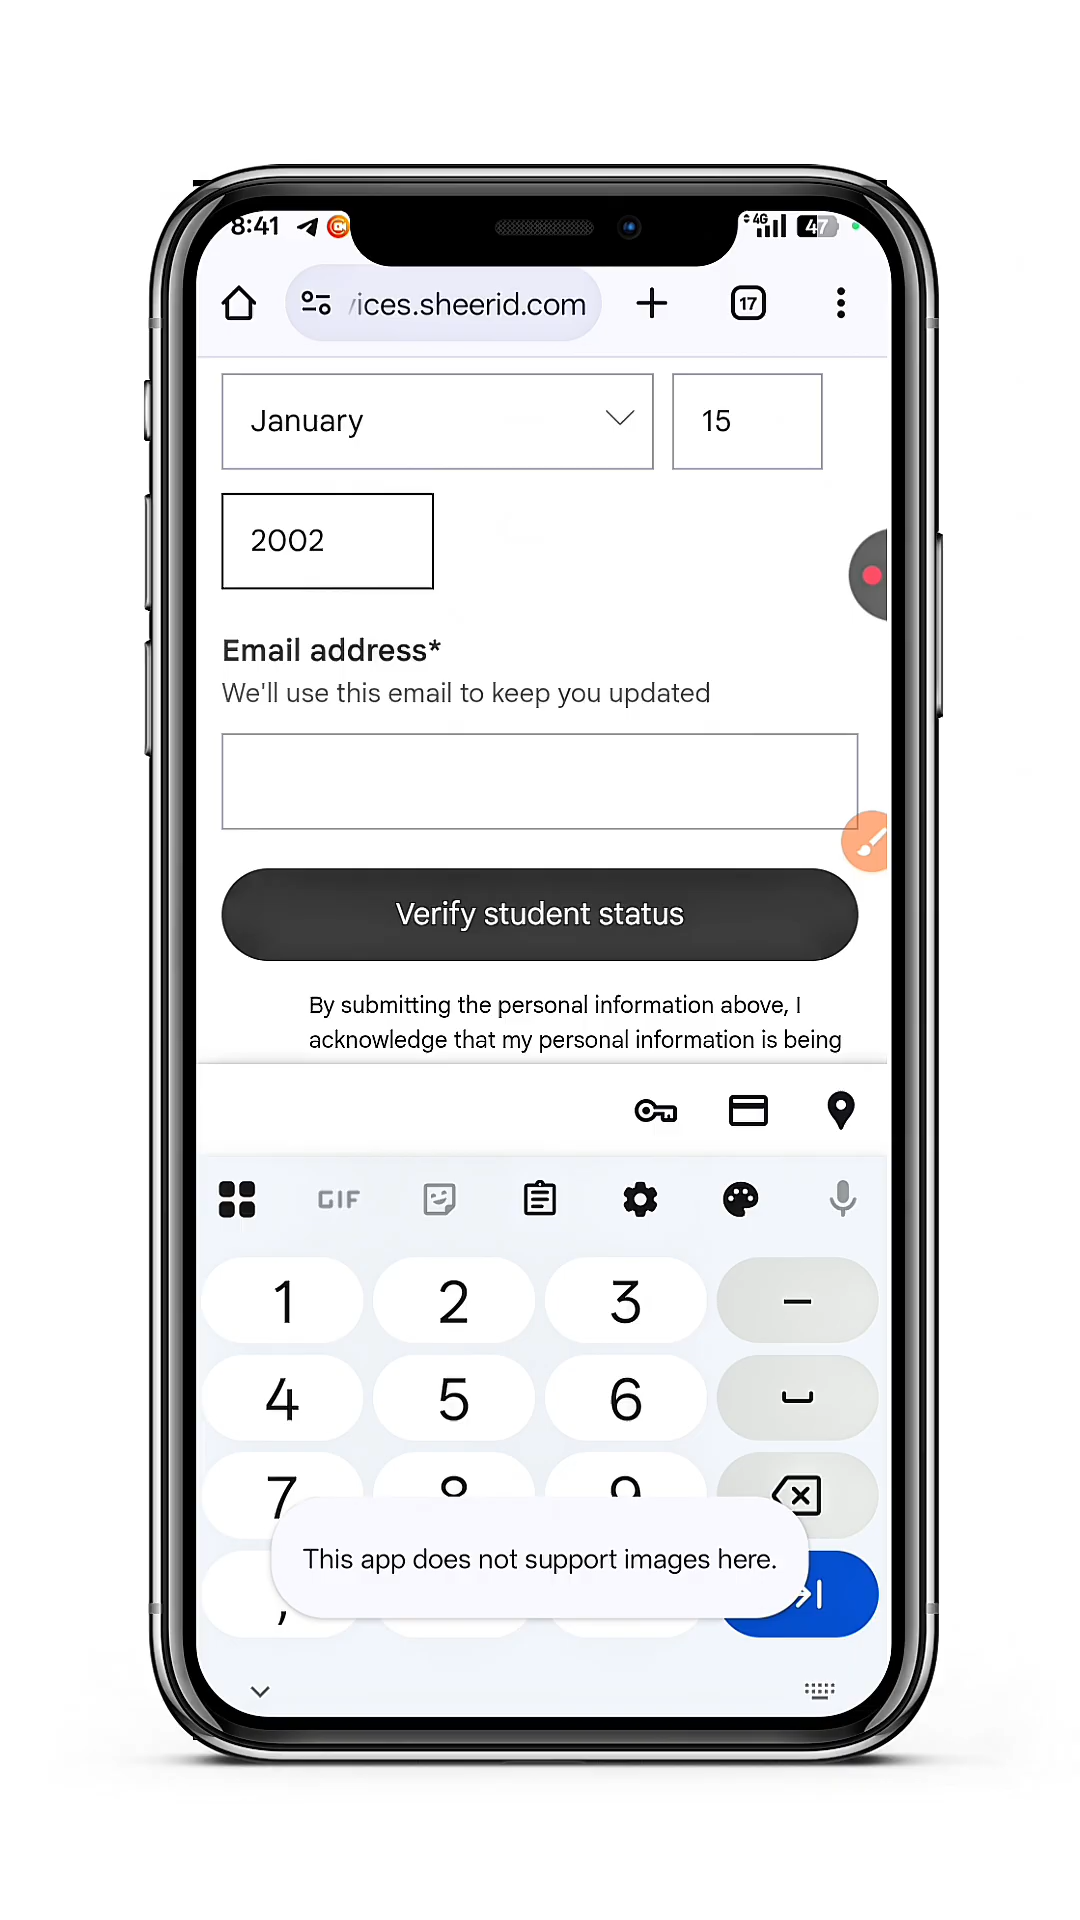 8:41
4G
47
/ices.sheerid.com
17
January
15
2002
Email address*
We'll use this email to keep you updated
Verify student status
By submitting the personal information above, I
acknowledge that my personal information is being
GIF
1 2 3 –
4 5 6
7 8 9
This app does not support images here.
,